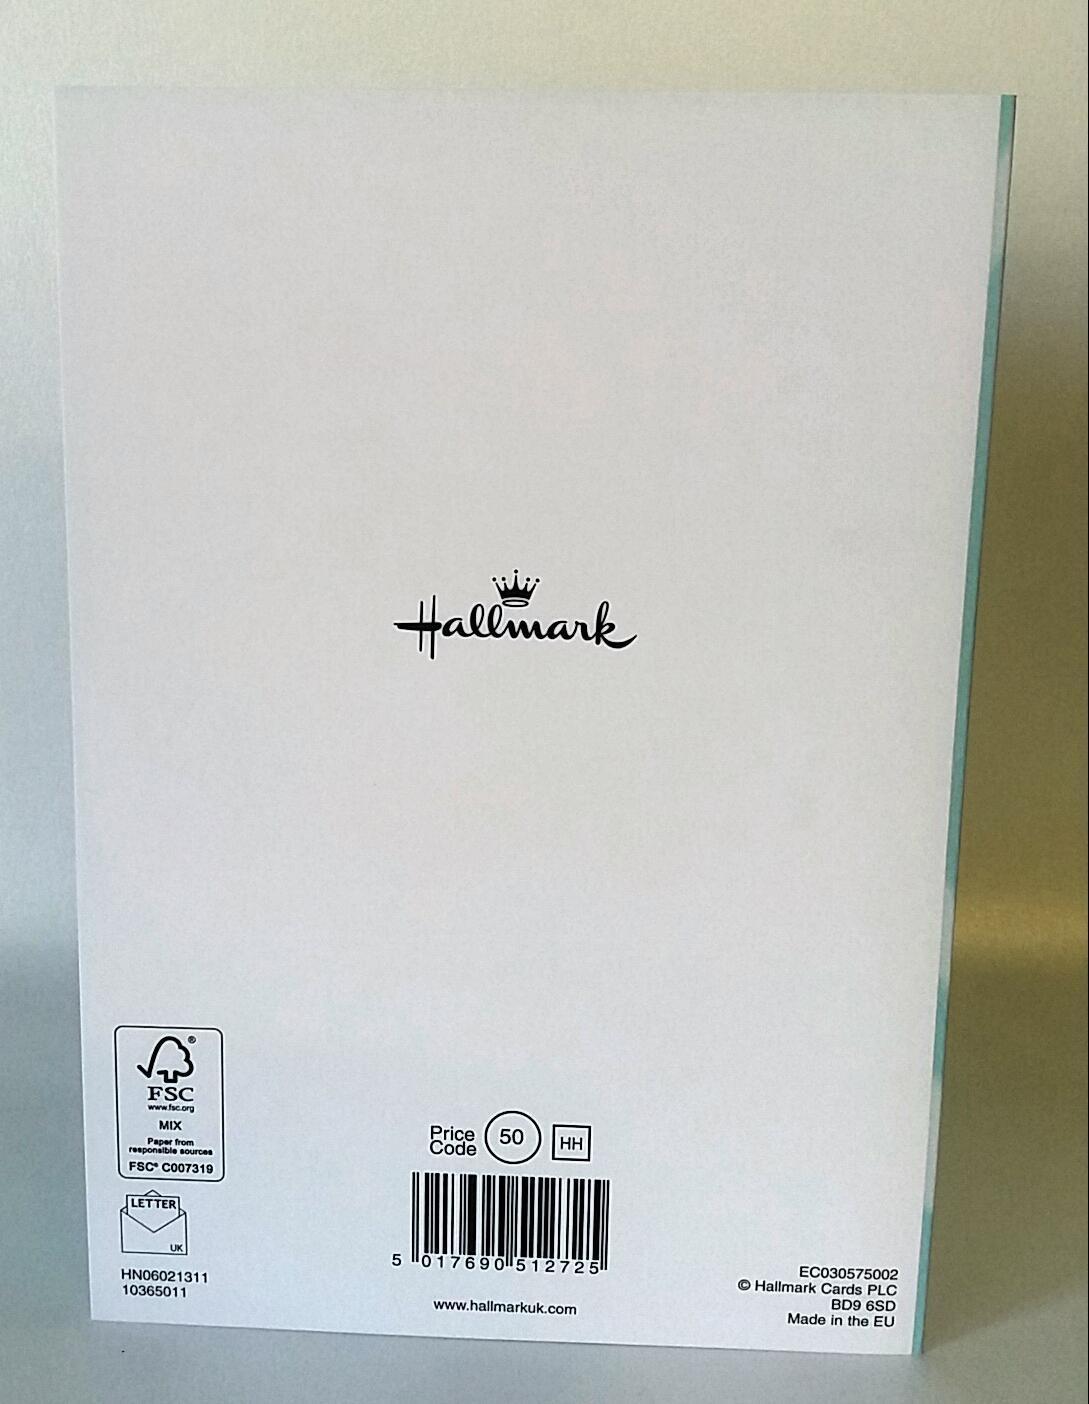 Hallmark
FSC®
www.fsc.org
MIX
Paper from
responsible sources
FSC® C007319
LETTER
UK
HN06021311
10365011
Price
Code
50
HH
5 017690 512725
www.hallmarkuk.com
EC030575002
© Hallmark Cards PLC
BD9 6SD
Made in the EU